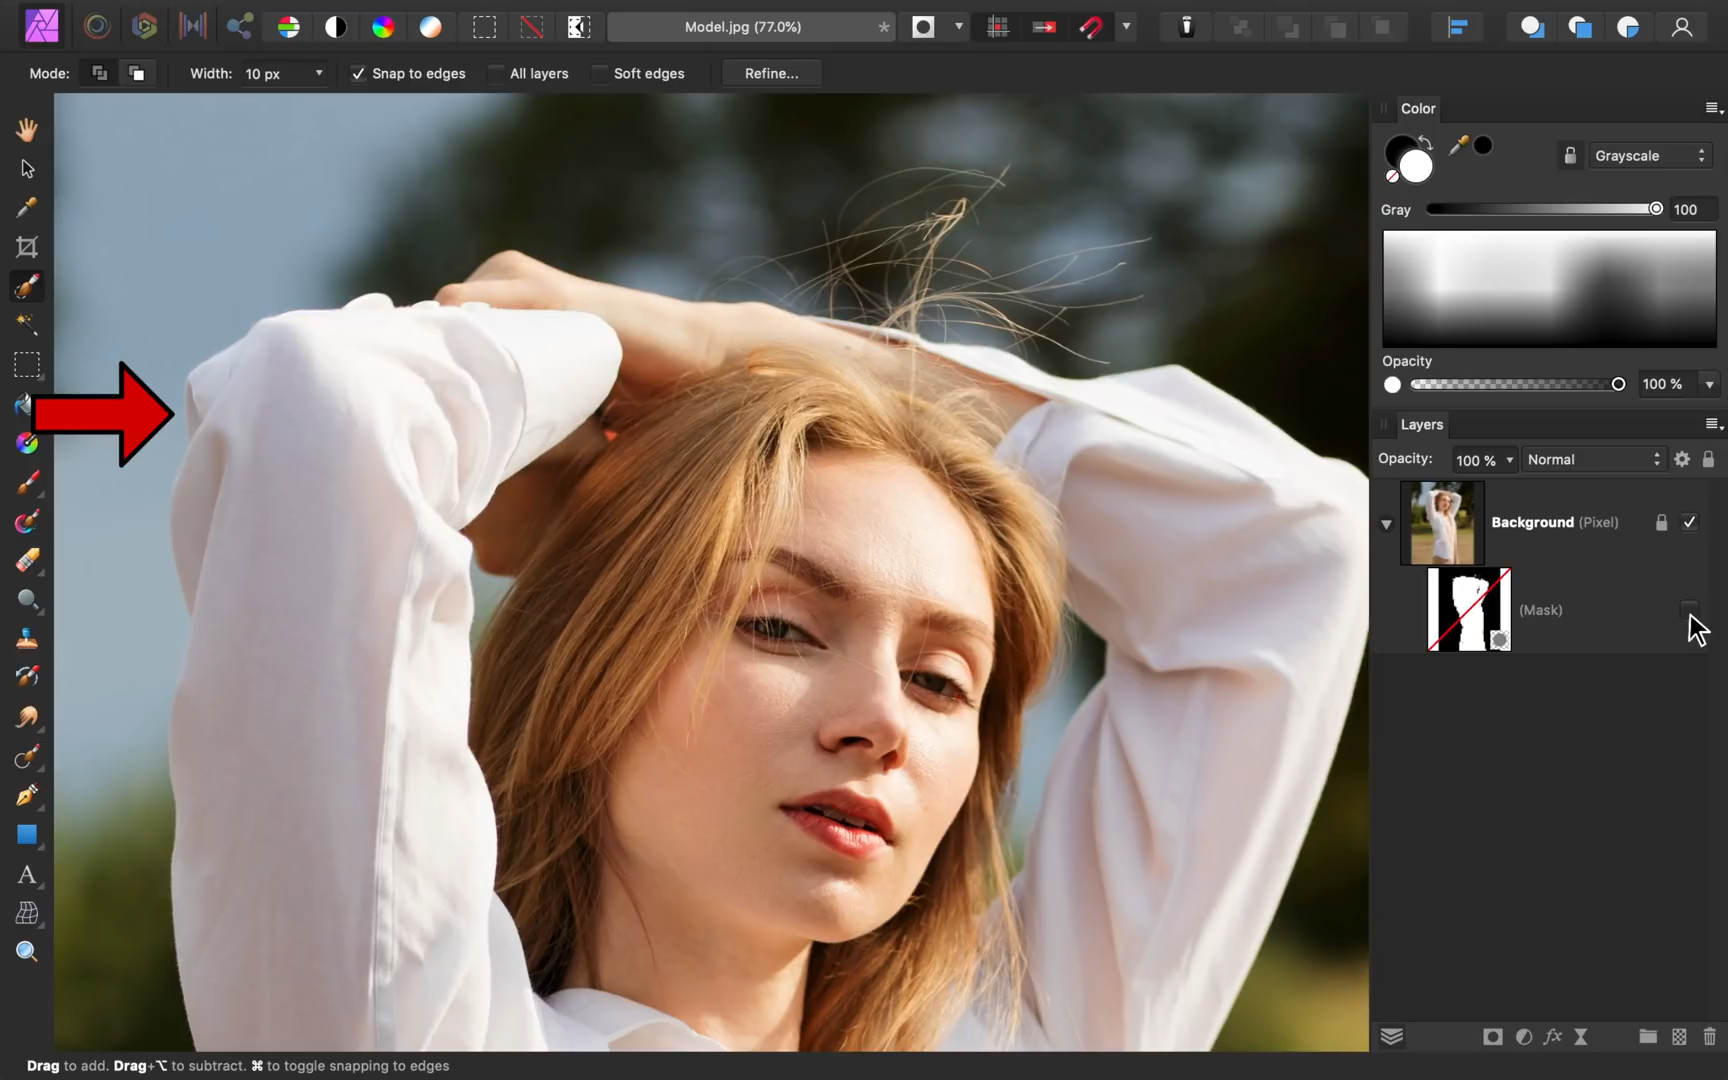 Model.jpg (77.0%) *
Mode: Width: 10 px Snap to edges All layers Soft edges Refine...
Color
Grayscale
Gray 100
Opacity
100 %
Layers
Opacity: 100 % Normal
Background (Pixel)
(Mask)
A
fx
Drag to add. Drag+⌥ to subtract. ⌘ to toggle snapping to edges